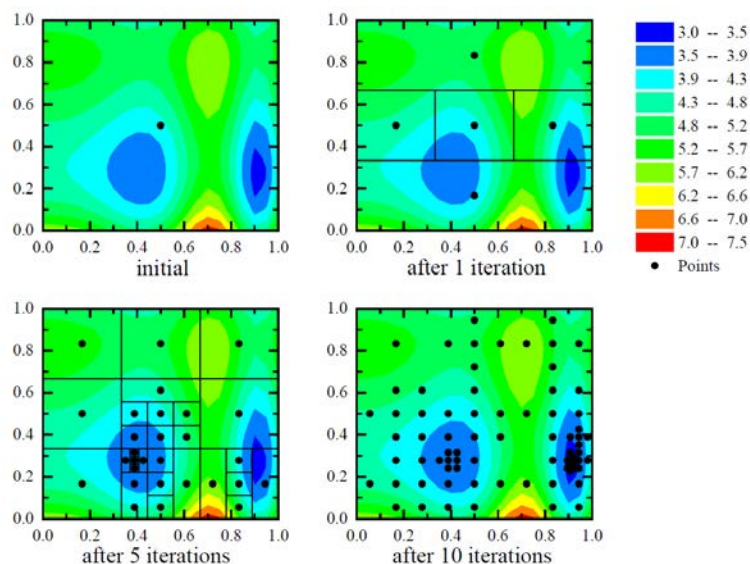 1.0
0.8
0.6
0.4
0.2
0.0
0.0 0.2 0.4 0.6 0.8 1.0
initial
1.0
0.8
0.6
0.4
0.2
0.0
0.0 0.2 0.4 0.6 0.8 1.0
after 1 iteration
3.0 -- 3.5
3.5 -- 3.9
3.9 -- 4.3
4.3 -- 4.8
4.8 -- 5.2
5.2 -- 5.7
5.7 -- 6.2
6.2 -- 6.6
6.6 -- 7.0
7.0 -- 7.5
Points
1.0
0.8
0.6
0.4
0.2
0.0
0.0 0.2 0.4 0.6 0.8 1.0
after 5 iterations
1.0
0.8
0.6
0.4
0.2
0.0
0.0 0.2 0.4 0.6 0.8 1.0
after 10 iterations